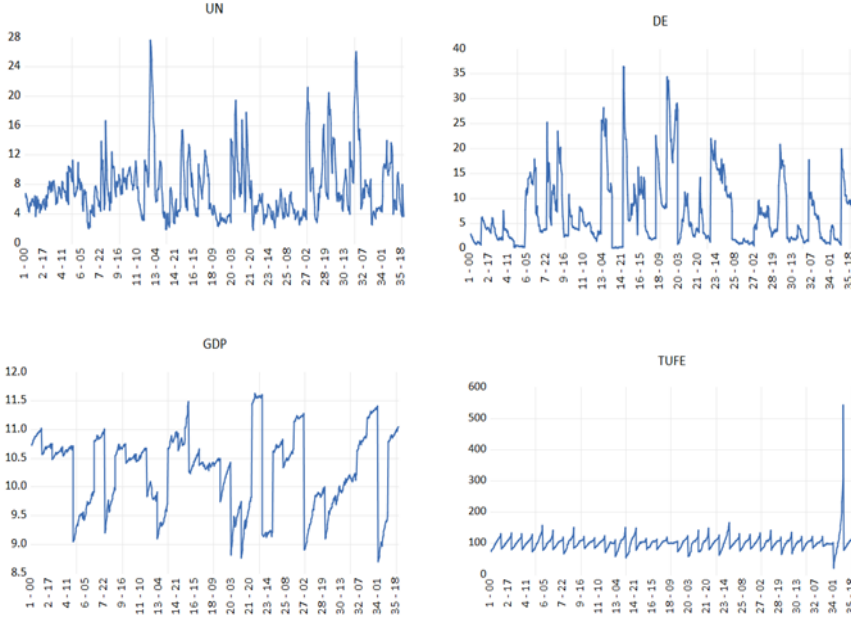 UN
28
24
20
16
12
8
4
0
1 - 00
2 - 17
4 - 11
6 - 05
7 - 22
9 - 16
11 - 10
13 - 04
14 - 21
16 - 15
18 - 09
20 - 03
21 - 20
23 - 14
25 - 08
27 - 02
28 - 19
30 - 13
32 - 07
34 - 01
35 - 18
DE
40
35
30
25
20
15
10
5
0
1 - 00
2 - 17
4 - 11
6 - 05
7 - 22
9 - 16
11 - 10
13 - 04
14 - 21
16 - 15
18 - 09
20 - 03
21 - 20
23 - 14
25 - 08
27 - 02
28 - 19
30 - 13
32 - 07
34 - 01
35 - 18
GDP
12.0
11.5
11.0
10.5
10.0
9.5
9.0
8.5
1 - 00
2 - 17
4 - 11
6 - 05
7 - 22
9 - 16
11 - 10
13 - 04
14 - 21
16 - 15
18 - 09
20 - 03
21 - 20
23 - 14
25 - 08
27 - 02
28 - 19
30 - 13
32 - 07
34 - 01
35 - 18
TUFE
600
500
400
300
200
100
0
1 - 00
2 - 17
4 - 11
6 - 05
7 - 22
9 - 16
11 - 10
13 - 04
14 - 21
16 - 15
18 - 09
20 - 03
21 - 20
23 - 14
25 - 08
27 - 02
28 - 19
30 - 13
32 - 07
34 - 01
35 - 18